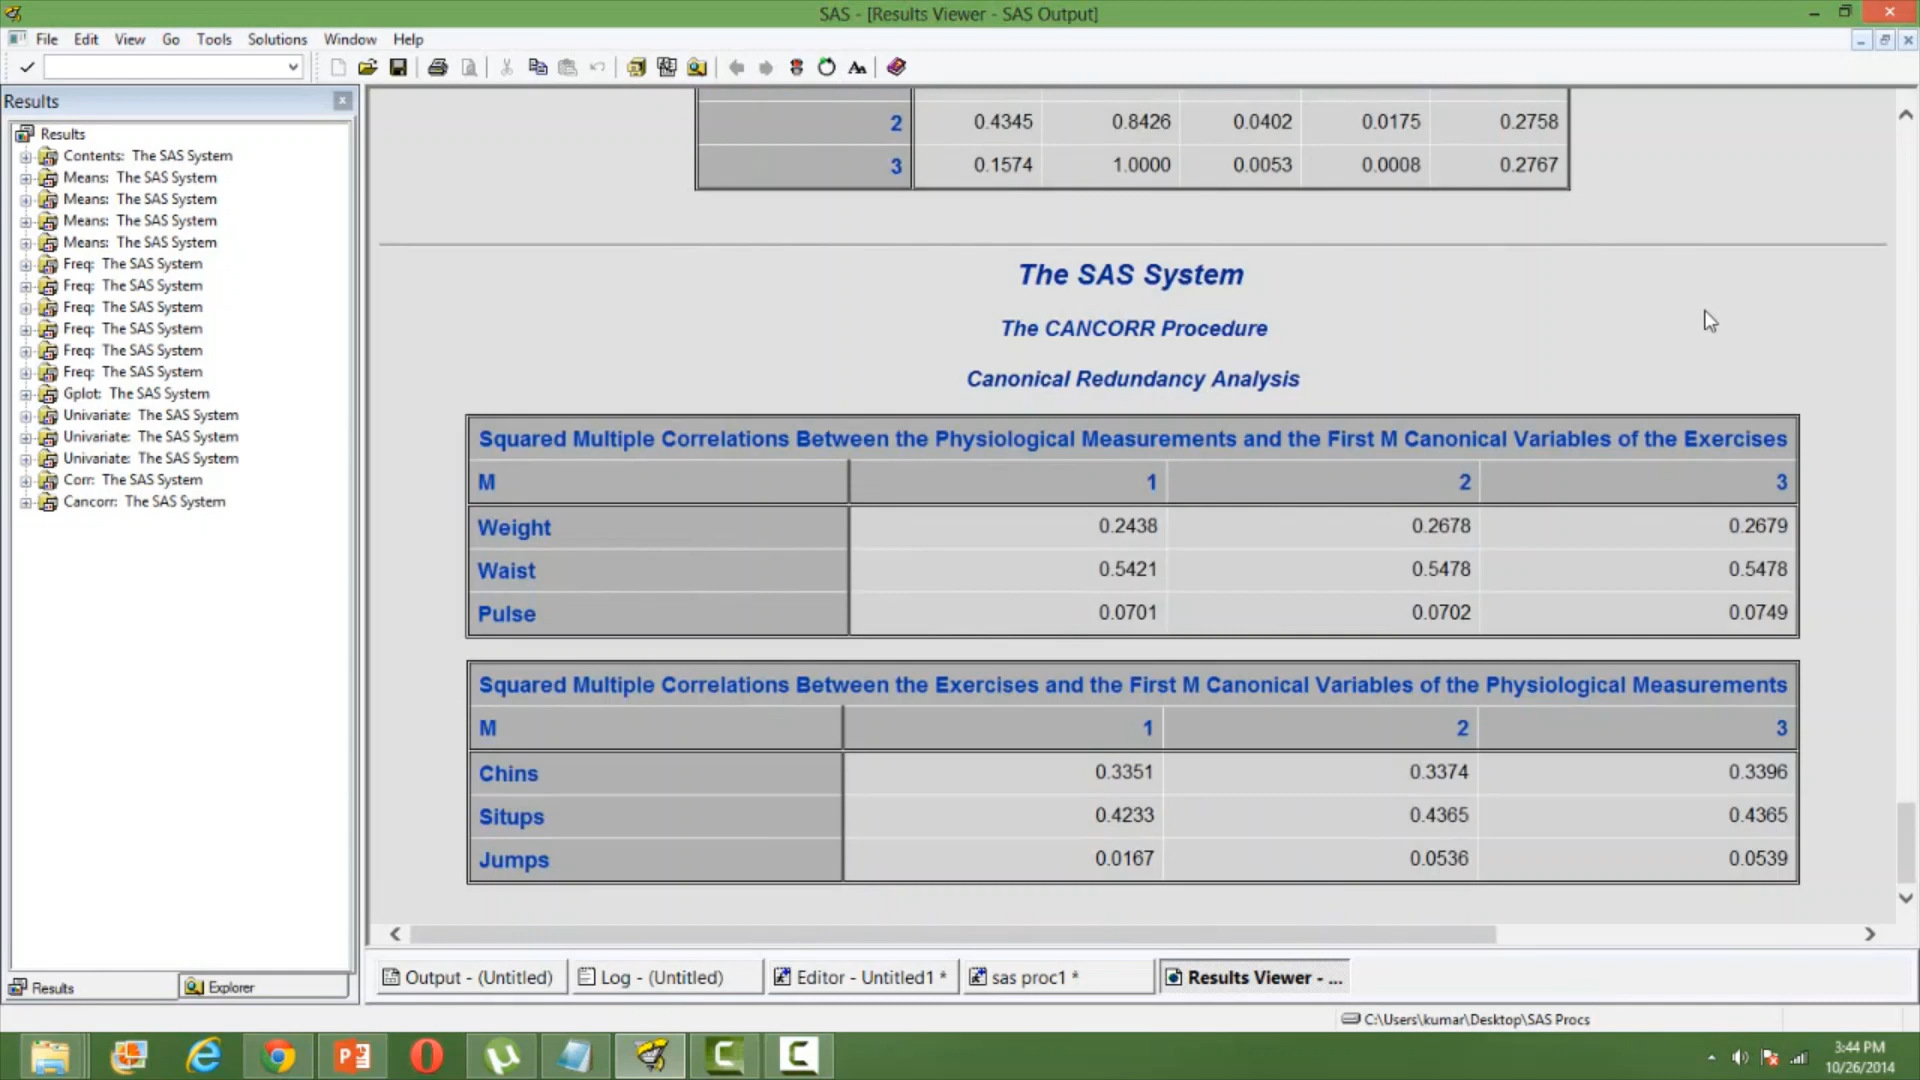 SAS - [Results Viewer - SAS Output]
File Edit View Go Tools Solutions Window Help
Results
Results
Contents: The SAS System
Means: The SAS System
Means: The SAS System
Means: The SAS System
Means: The SAS System
Freq: The SAS System
Freq: The SAS System
Freq: The SAS System
Freq: The SAS System
Freq: The SAS System
Freq: The SAS System
Gplot: The SAS System
Univariate: The SAS System
Univariate: The SAS System
Univariate: The SAS System
Corr: The SAS System
Cancorr: The SAS System
Results Explorer
2 0.4345 0.8426 0.0402 0.0175 0.2758
3 0.1574 1.0000 0.0053 0.0008 0.2767
The SAS System
The CANCORR Procedure
Canonical Redundancy Analysis
Squared Multiple Correlations Between the Physiological Measurements and the First M Canonical Variables of the Exercises
M 1 2 3
Weight 0.2438 0.2678 0.2679
Waist 0.5421 0.5478 0.5478
Pulse 0.0701 0.0702 0.0749
Squared Multiple Correlations Between the Exercises and the First M Canonical Variables of the Physiological Measurements
M 1 2 3
Chins 0.3351 0.3374 0.3396
Situps 0.4233 0.4365 0.4365
Jumps 0.0167 0.0536 0.0539
Output - (Untitled) Log - (Untitled) Editor - Untitled1 * sas proc1 * Results Viewer - ...
C:\Users\kumar\Desktop\SAS Procs
3:44 PM
10/26/2014